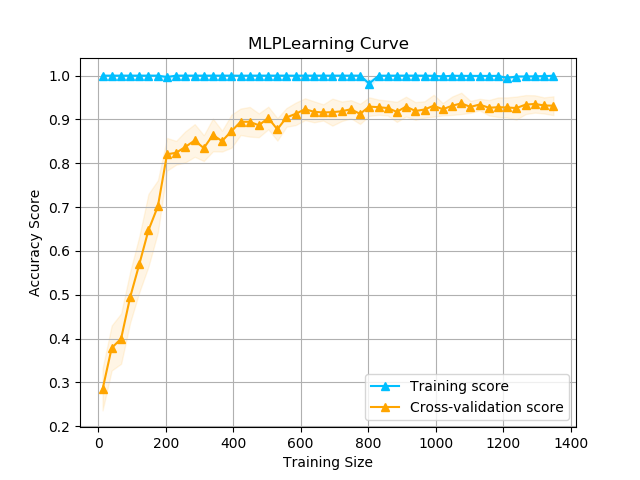 MLPLearning Curve
Accuracy Score
1.0
0.9
0.8
0.7
0.6
0.5
0.4
0.3
0.2
0 200 400 600 800 1000 1200 1400
Training Size
Training score
Cross-validation score